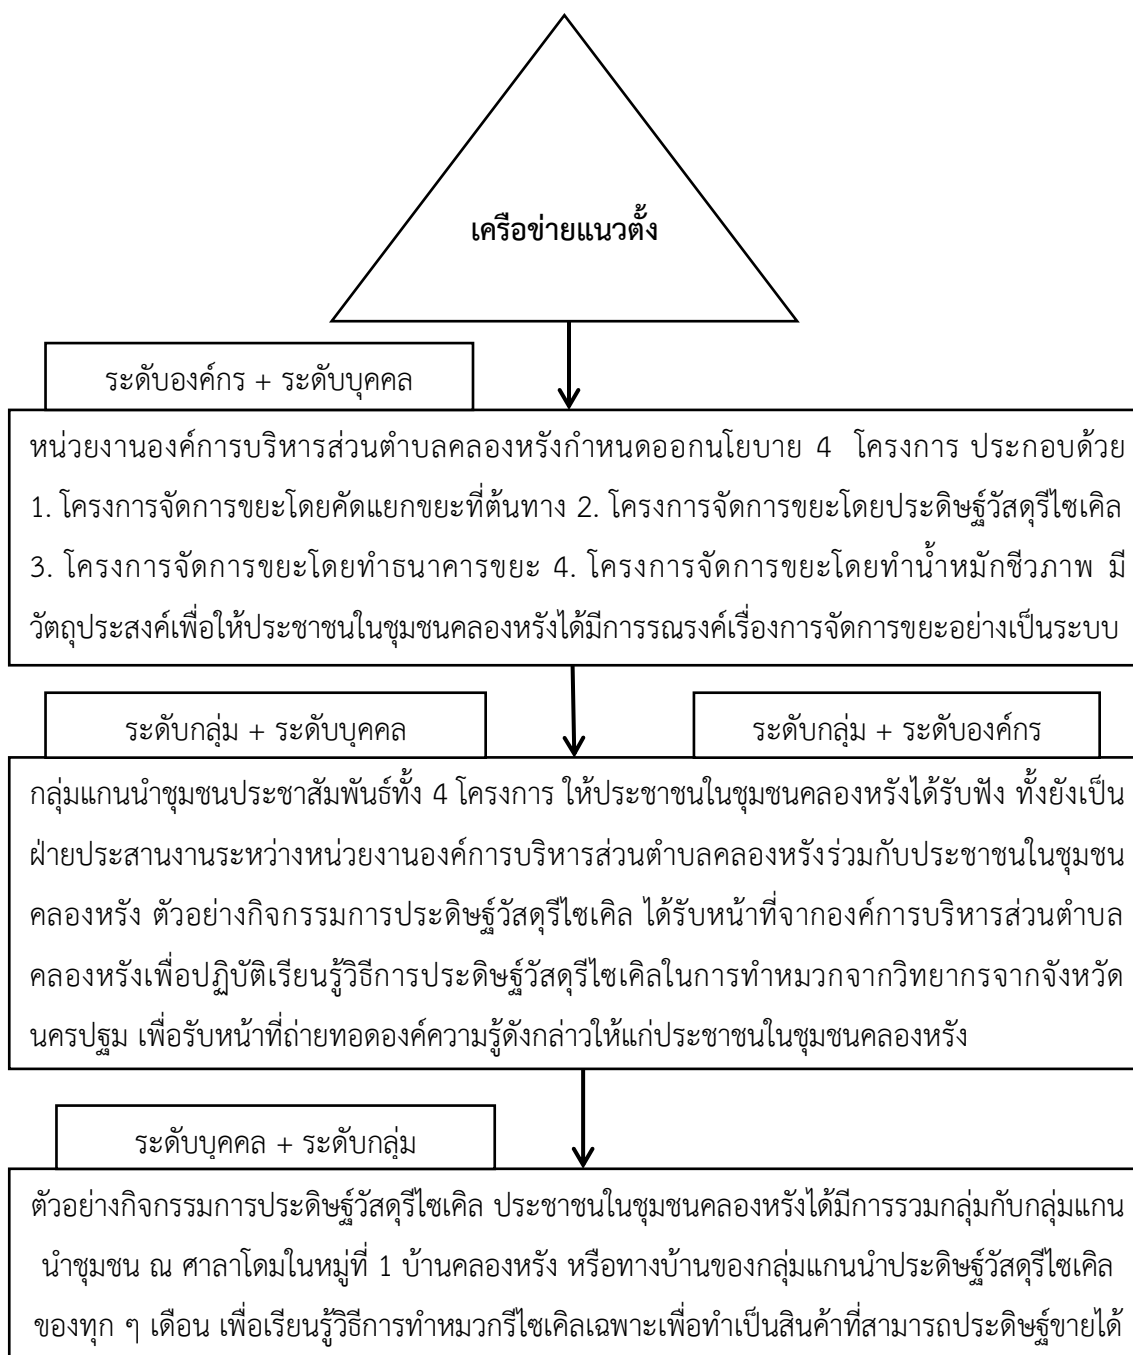 เครือข่ายแนวตั้ง
ระดับองค์กร + ระดับบุคคล
หน่วยงานองค์การบริหารส่วนตำบลคลองหรังกำหนดออกนโยบาย 4 โครงการ ประกอบด้วย
1. โครงการจัดการขยะโดยคัดแยกขยะที่ต้นทาง 2. โครงการจัดการขยะโดยประดิษฐ์วัสดุรีไซเคิล
3. โครงการจัดการขยะโดยทำธนาคารขยะ 4. โครงการจัดการขยะโดยทำน้ำหมักชีวภาพ มี
วัตถุประสงค์เพื่อให้ประชาชนในชุมชนคลองหรังได้มีการรณรงค์เรื่องการจัดการขยะอย่างเป็นระบบ
ระดับกลุ่ม + ระดับบุคคล
ระดับกลุ่ม + ระดับองค์กร
กลุ่มแกนนำชุมชนประชาสัมพันธ์ทั้ง 4 โครงการ ให้ประชาชนในชุมชนคลองหรังได้รับฟัง ทั้งยังเป็น
ฝ่ายประสานงานระหว่างหน่วยงานองค์การบริหารส่วนตำบลคลองหรังร่วมกับประชาชนในชุมชน
คลองหรัง ตัวอย่างกิจกรรมการประดิษฐ์วัสดุรีไซเคิล ได้รับหน้าที่จากองค์การบริหารส่วนตำบล
คลองหรังเพื่อปฏิบัติเรียนรู้วิธีการประดิษฐ์วัสดุรีไซเคิลในการทำหมวกจากวิทยากรจากจังหวัด
นครปฐม เพื่อรับหน้าที่ถ่ายทอดองค์ความรู้ดังกล่าวให้แก่ประชาชนในชุมชนคลองหรัง
ระดับบุคคล + ระดับกลุ่ม
ตัวอย่างกิจกรรมการประดิษฐ์วัสดุรีไซเคิล ประชาชนในชุมชนคลองหรังได้มีการรวมกลุ่มกับกลุ่มแกน
นำชุมชน ณ ศาลาโดมในหมู่ที่ 1 บ้านคลองหรัง หรือทางบ้านของกลุ่มแกนนำประดิษฐ์วัสดุรีไซเคิล
ของทุก ๆ เดือน เพื่อเรียนรู้วิธีการทำหมวกรีไซเคิลเฉพาะเพื่อทำเป็นสินค้าที่สามารถประดิษฐ์ขายได้